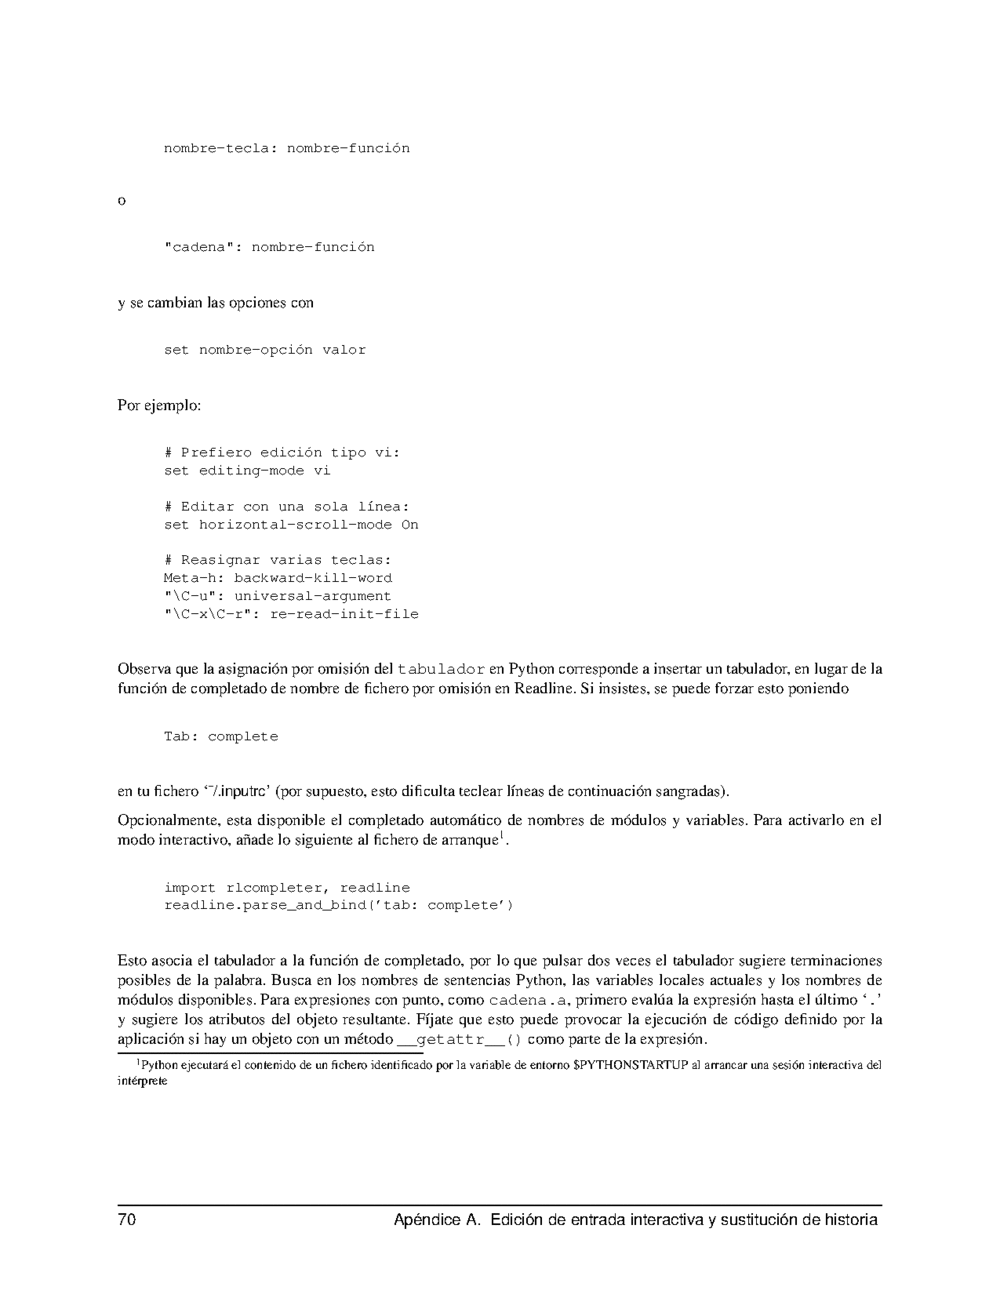 nombre-tecla: nombre-función
o
"cadena": nombre-función
y se cambian las opciones con
set nombre-opción valor
Por ejemplo:
# Prefiero edición tipo vi:
set editing-mode vi
# Editar con una sola línea:
set horizontal-scroll-mode On
# Reasignar varias teclas:
Meta-h: backward-kill-word
"\C-u": universal-argument
"\C-x\C-r": re-read-init-file
Observa que la asignación por omisión del tabulador en Python corresponde a insertar un tabulador, en lugar de la
función de completado de nombre de fichero por omisión en Readline. Si insistes, se puede forzar esto poniendo
Tab: complete
en tu fichero ‘~/.inputrc’ (por supuesto, esto dificulta teclear líneas de continuación sangradas).
Opcionalmente, esta disponible el completado automático de nombres de módulos y variables. Para activarlo en el
modo interactivo, añade lo siguiente al fichero de arranque¹.
import rlcompleter, readline
readline.parse_and_bind(’tab: complete’)
Esto asocia el tabulador a la función de completado, por lo que pulsar dos veces el tabulador sugiere terminaciones
posibles de la palabra. Busca en los nombres de sentencias Python, las variables locales actuales y los nombres de
módulos disponibles. Para expresiones con punto, como cadena.a, primero evalúa la expresión hasta el último ‘.’
y sugiere los atributos del objeto resultante. Fíjate que esto puede provocar la ejecución de código definido por la
aplicación si hay un objeto con un método __getattr__() como parte de la expresión.
¹Python ejecutará el contenido de un fichero identificado por la variable de entorno $PYTHONSTARTUP al arrancar una sesión interactiva del
intérprete
70 Apéndice A. Edición de entrada interactiva y sustitución de historia